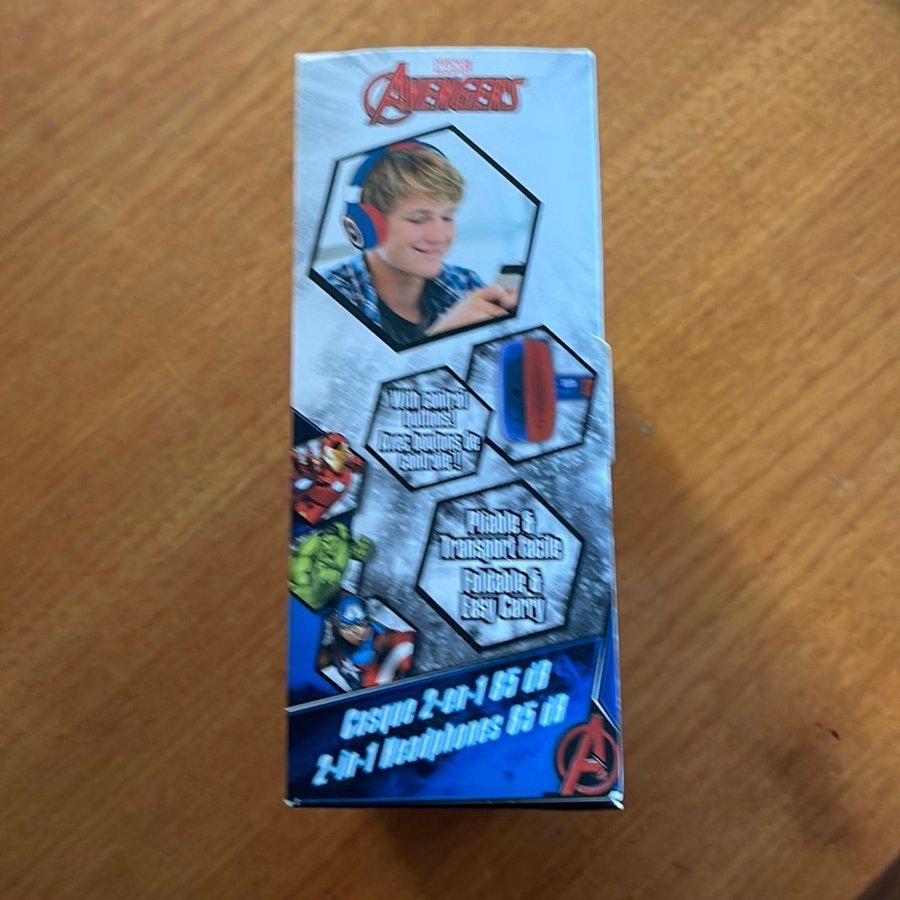 MARVEL
AVENGERS
With control
buttons!
Avec boutons de
contrôle !
Pliable &
Transport facile
Foldable &
Easy Carry
Casque 2-en-1 85 dB
2-in-1 Headphones 85 dB